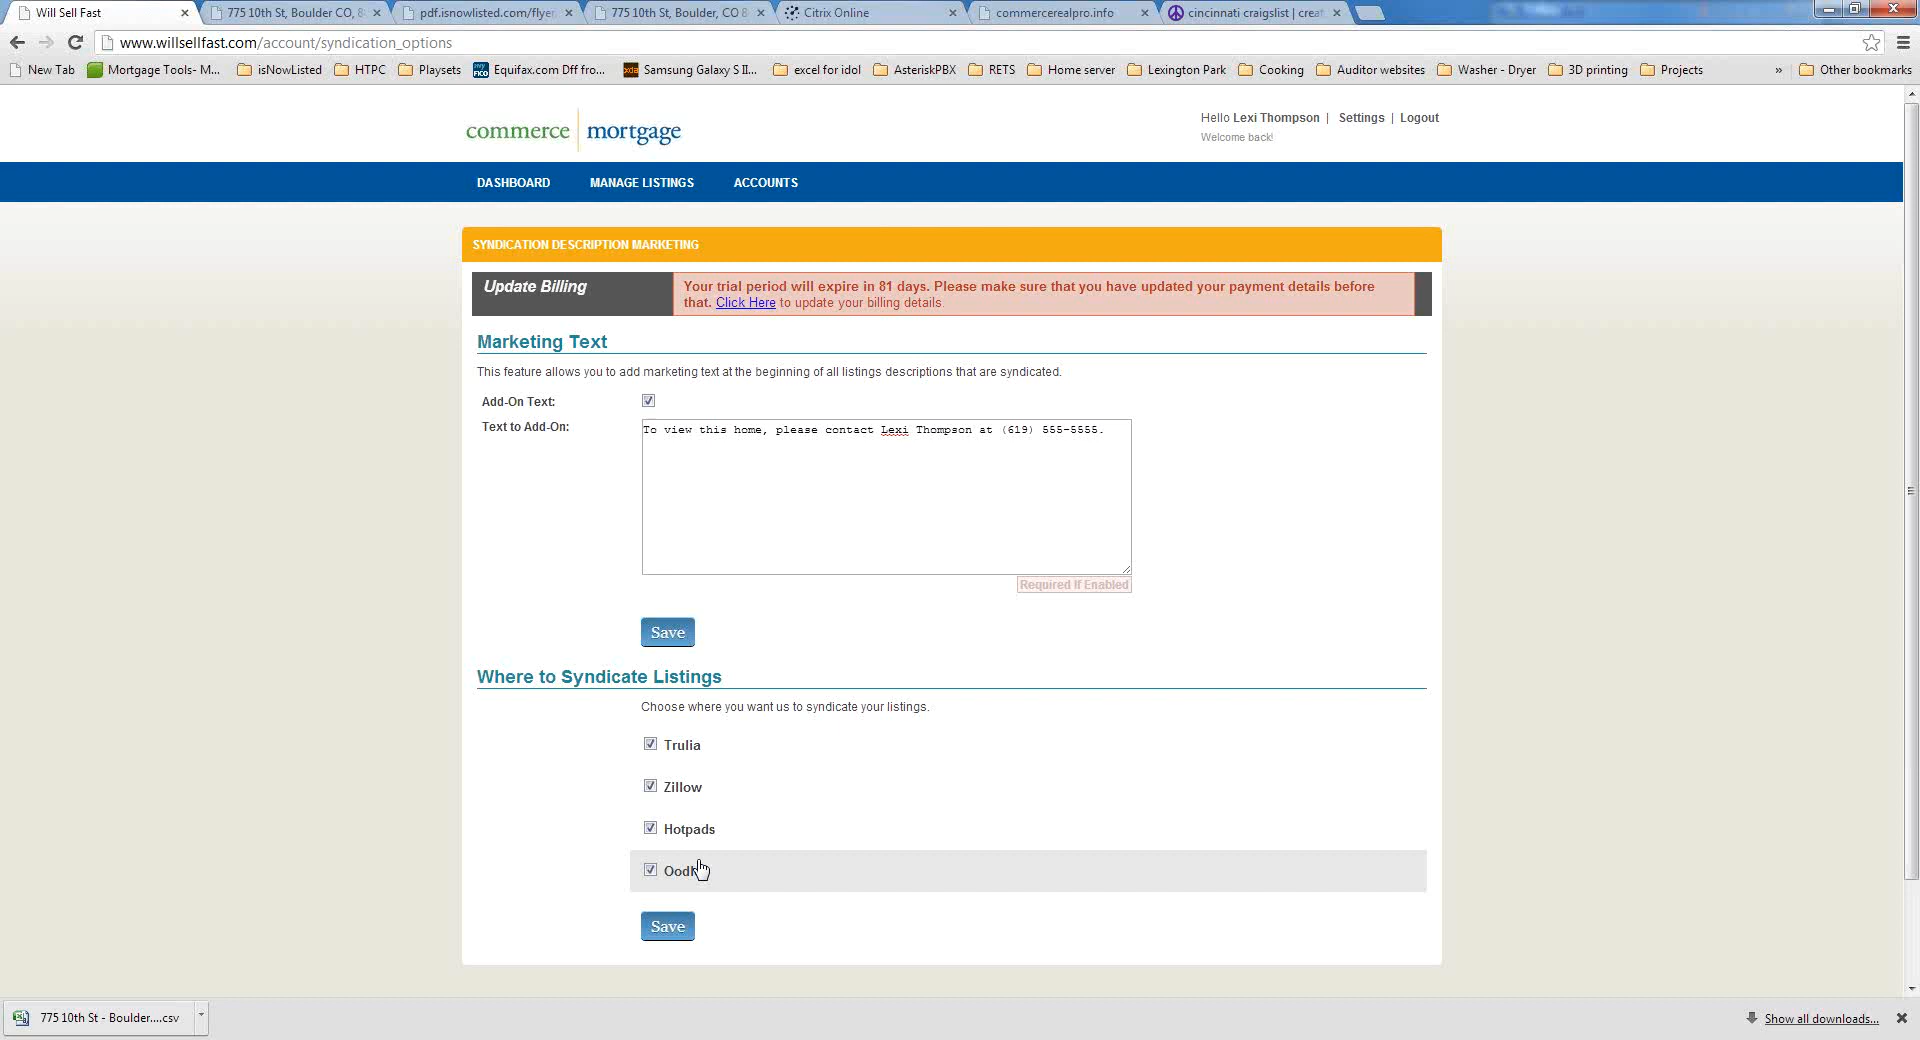 Will Sell Fast
775 10th St, Boulder CO, 8
pdf.isnowlisted.com/flyer
775 10th St, Boulder, CO 8
Citrix Online
commercerealpro.info
cincinnati craigslist | creat
www.willsellfast.com/account/syndication_options
New Tab
Mortgage Tools- M...
isNowListed
HTPC
Playsets
Equifax.com Dff fro...
Samsung Galaxy S II...
excel for idol
AsteriskPBX
RETS
Home server
Lexington Park
Cooking
Auditor websites
Washer - Dryer
3D printing
Projects
»
Other bookmarks
commerce | mortgage
Hello Lexi Thompson | Settings | Logout
Welcome back!
DASHBOARD
MANAGE LISTINGS
ACCOUNTS
SYNDICATION DESCRIPTION MARKETING
Update Billing
Your trial period will expire in 81 days. Please make sure that you have updated your payment details before
that. Click Here to update your billing details.
Marketing Text
This feature allows you to add marketing text at the beginning of all listings descriptions that are syndicated.
Add-On Text:
Text to Add-On:
To view this home, please contact Lexi Thompson at (619) 555-5555.
Required If Enabled
Save
Where to Syndicate Listings
Choose where you want us to syndicate your listings.
Trulia
Zillow
Hotpads
Save
775 10th St - Boulder....csv
Show all downloads...